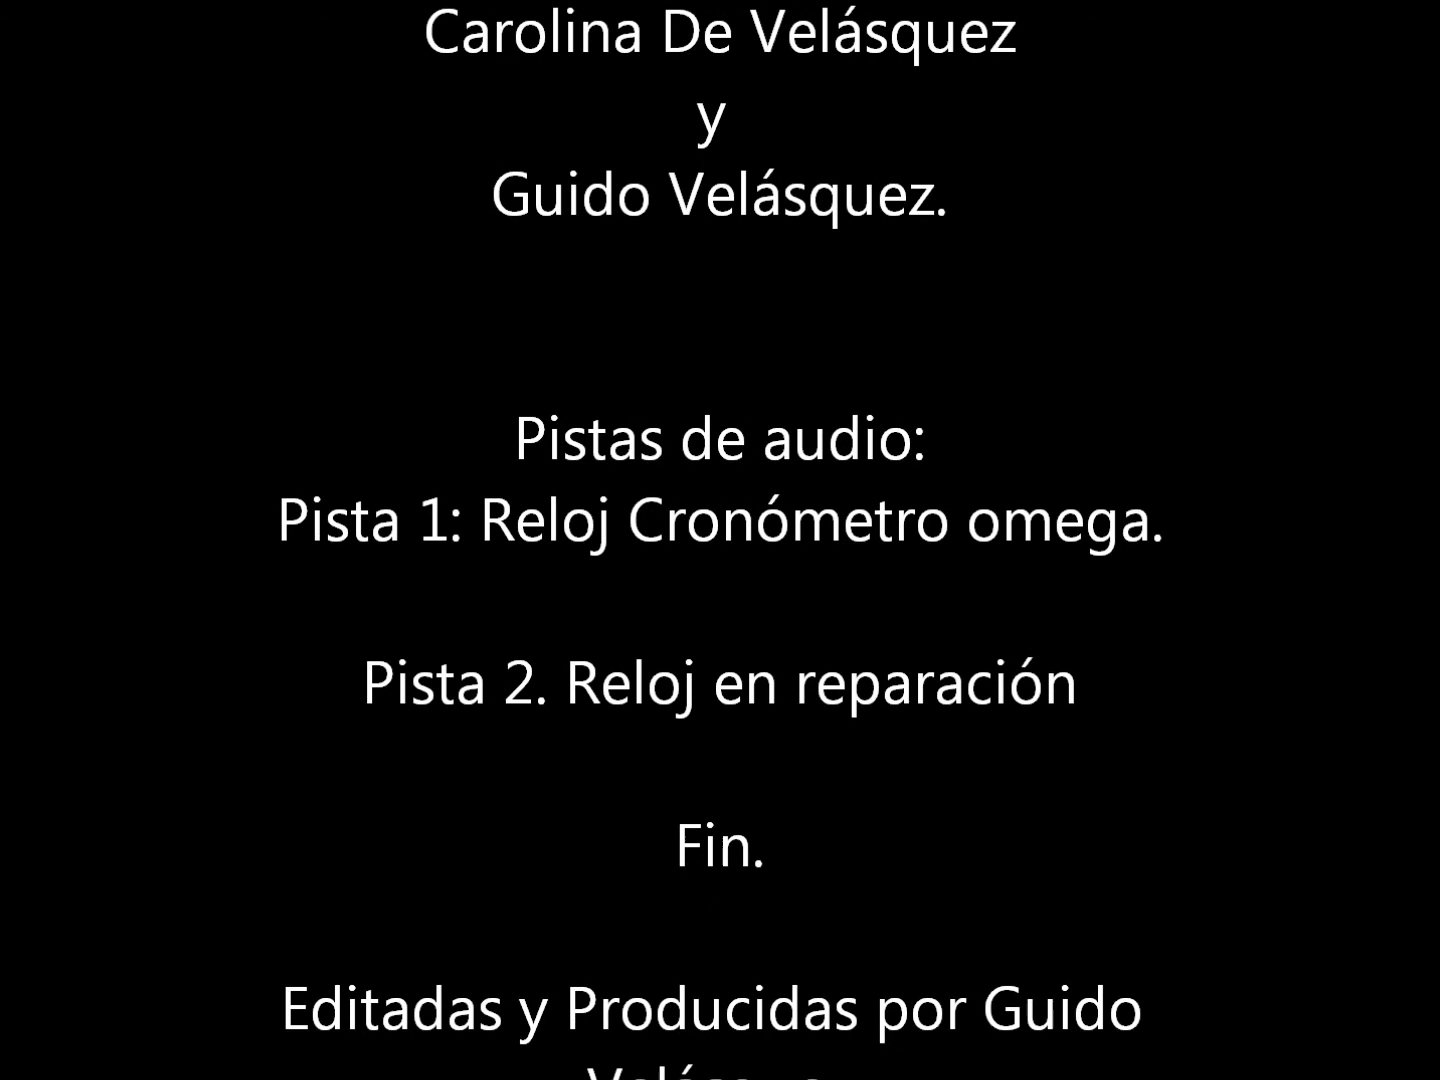 Carolina De Velásquez
y
Guido Velásquez.
Pistas de audio:
Pista 1: Reloj Cronómetro omega.
Pista 2. Reloj en reparación
Fin.
Editadas y Producidas por Guido